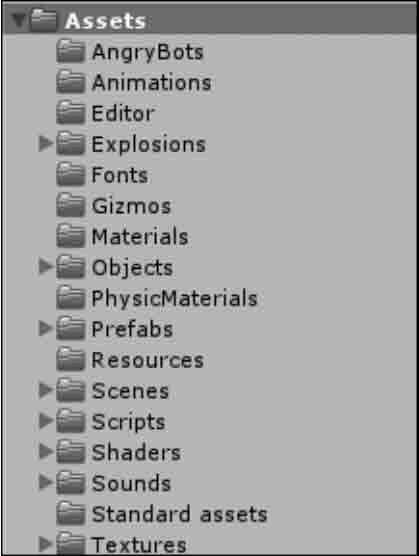 Assets
AngryBots
Animations
Editor
Explosions
Fonts
Gizmos
Materials
Objects
PhysicMaterials
Prefabs
Resources
Scenes
Scripts
Shaders
Sounds
Standard assets
Textures